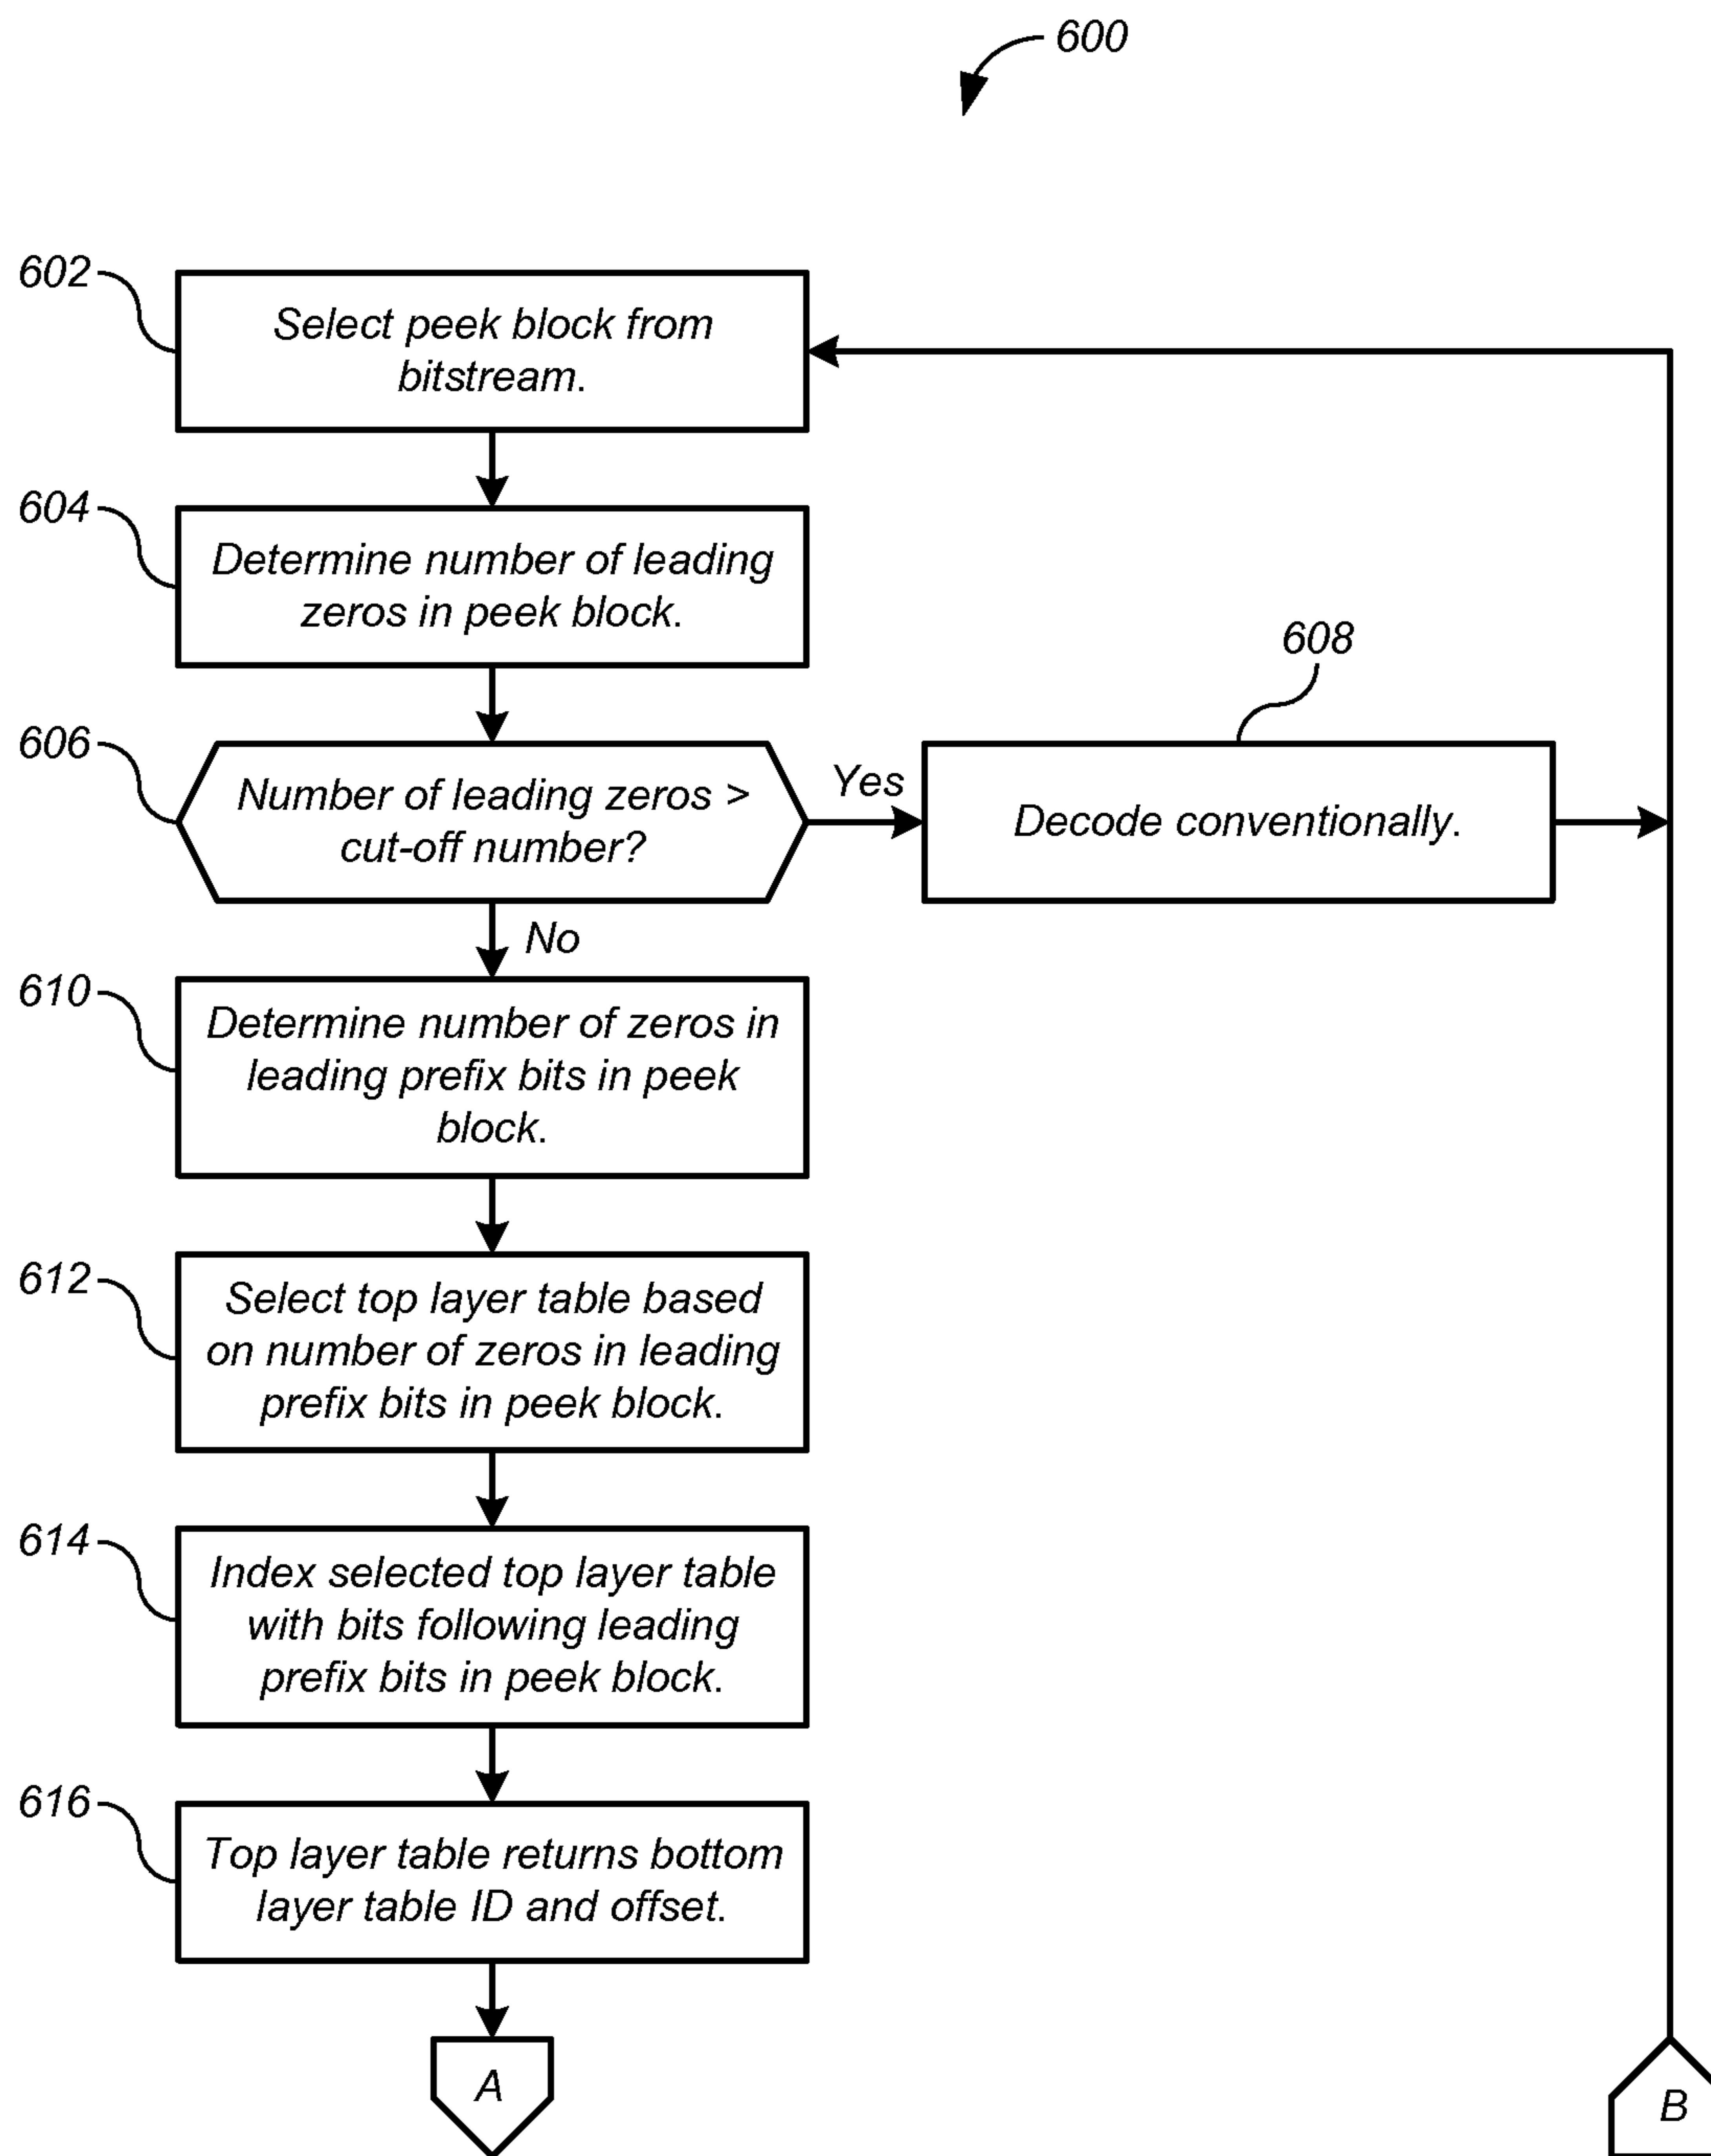 600
602
Select peek block from
bitstream.
604
Determine number of leading
zeros in peek block.
608
606
Number of leading zeros >
cut-off number?
Yes
Decode conventionally.
No
610
Determine number of zeros in
leading prefix bits in peek
block.
612
Select top layer table based
on number of zeros in leading
prefix bits in peek block.
614
Index selected top layer table
with bits following leading
prefix bits in peek block.
616
Top layer table returns bottom
layer table ID and offset.
A
B